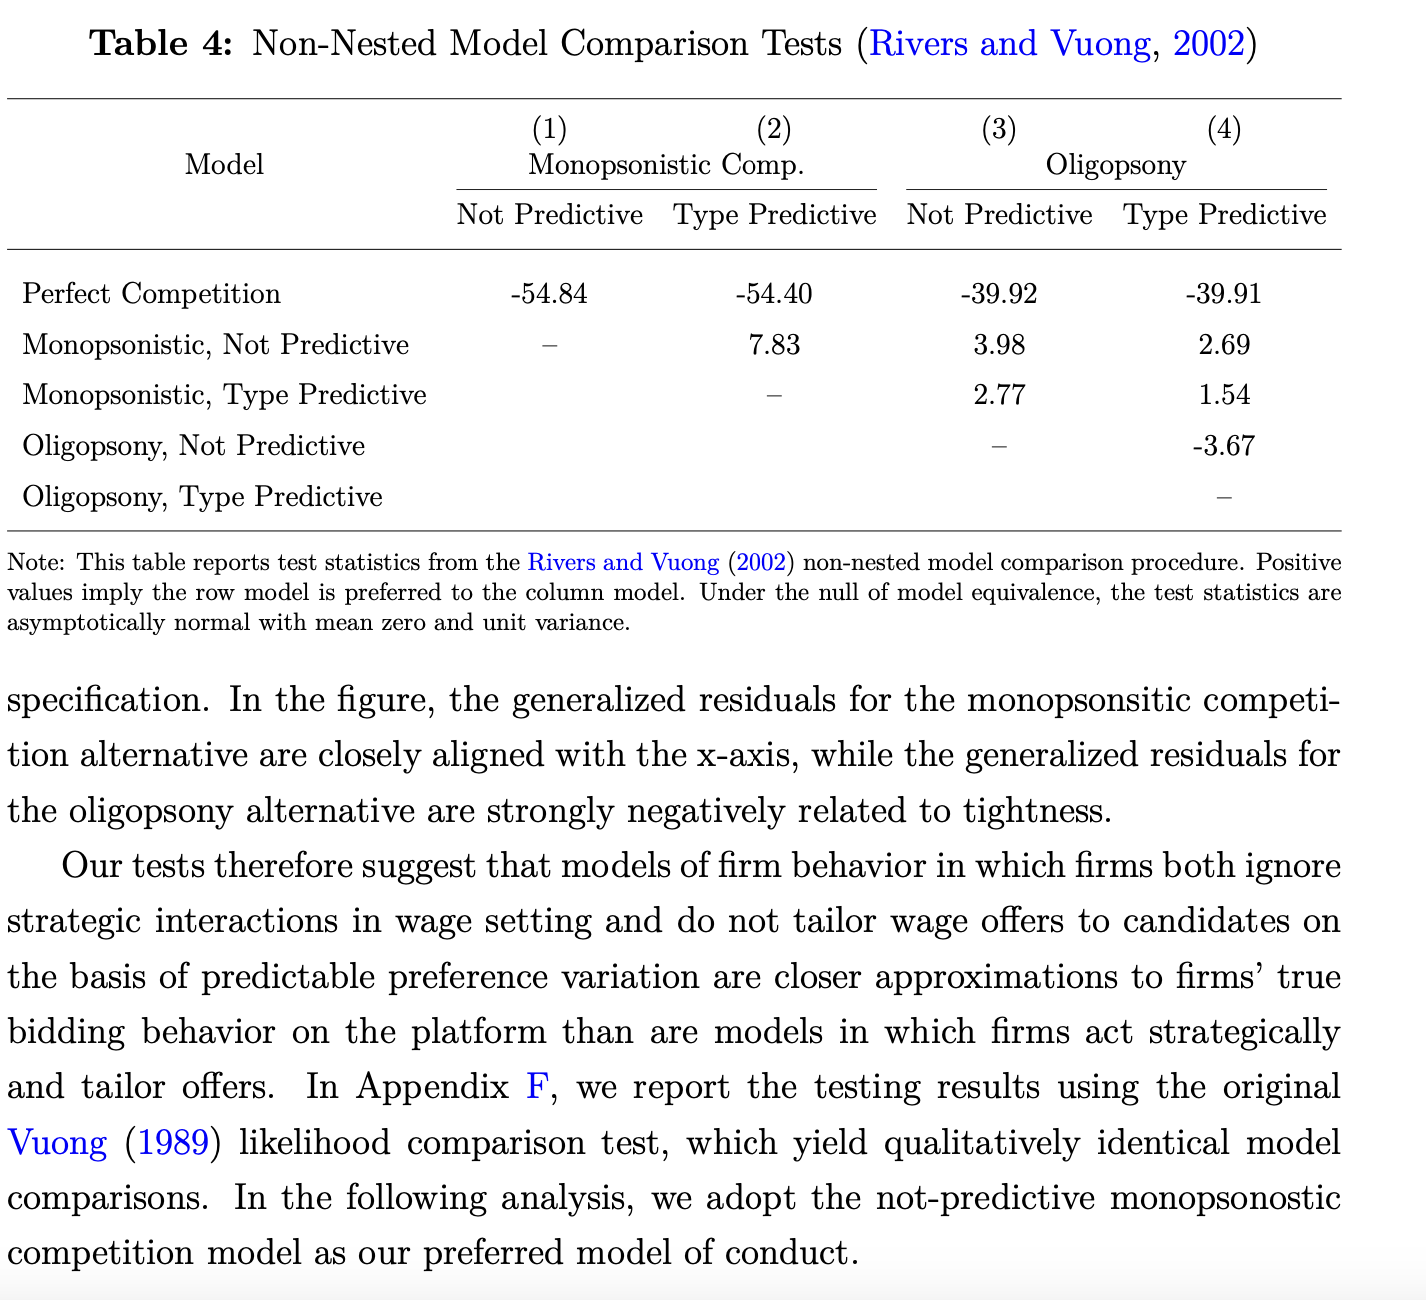 Table 4: Non-Nested Model Comparison Tests (Rivers and Vuong, 2002)
(1) (2) (3) (4)
Model Monopsonistic Comp. Oligopsony
Not Predictive Type Predictive Not Predictive Type Predictive
Perfect Competition -54.84 -54.40 -39.92 -39.91
Monopsonistic, Not Predictive – 7.83 3.98 2.69
Monopsonistic, Type Predictive – 2.77 1.54
Oligopsony, Not Predictive – -3.67
Oligopsony, Type Predictive –
Note: This table reports test statistics from the Rivers and Vuong (2002) non-nested model comparison procedure. Positive
values imply the row model is preferred to the column model. Under the null of model equivalence, the test statistics are
asymptotically normal with mean zero and unit variance.
specification. In the figure, the generalized residuals for the monopsonsitic competi-
tion alternative are closely aligned with the x-axis, while the generalized residuals for
the oligopsony alternative are strongly negatively related to tightness.
Our tests therefore suggest that models of firm behavior in which firms both ignore
strategic interactions in wage setting and do not tailor wage offers to candidates on
the basis of predictable preference variation are closer approximations to firms’ true
bidding behavior on the platform than are models in which firms act strategically
and tailor offers. In Appendix F, we report the testing results using the original
Vuong (1989) likelihood comparison test, which yield qualitatively identical model
comparisons. In the following analysis, we adopt the not-predictive monopsonostic
competition model as our preferred model of conduct.